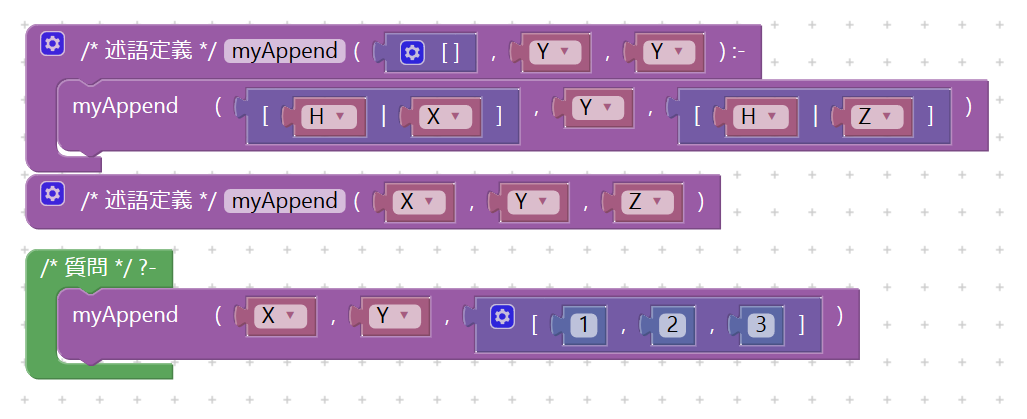 /* 述語定義 */ myAppend ( [ ] , Y , Y ) :-
myAppend ( [ H | X ] , Y , [ H | Z ] )
/* 述語定義 */ myAppend ( X , Y , Z )
/* 質問 */ ?-
myAppend ( X , Y , [ 1 , 2 , 3 ] )